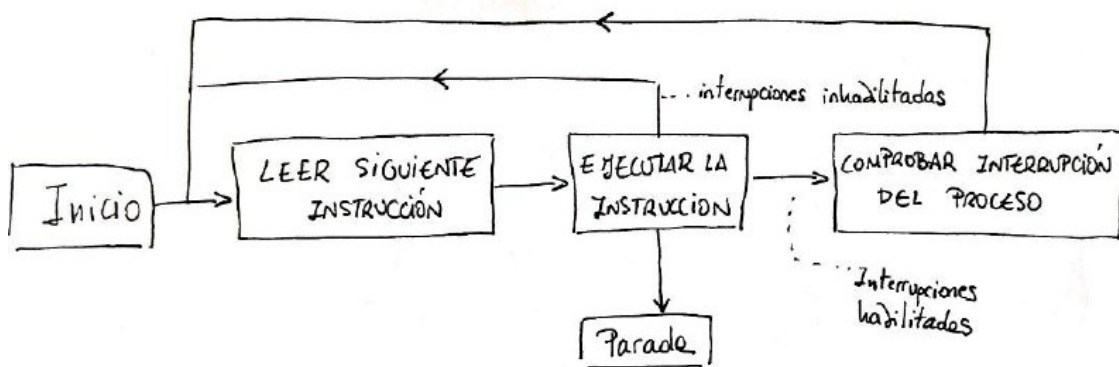 interrupciones inhabilitadas
Inicio
LEER SIGUIENTE
INSTRUCCIÓN
EJECUTAR LA
INSTRUCCION
COMPROBAR INTERRUPCIÓN
DEL PROCESO
Interrupciones
habilitadas
Parada